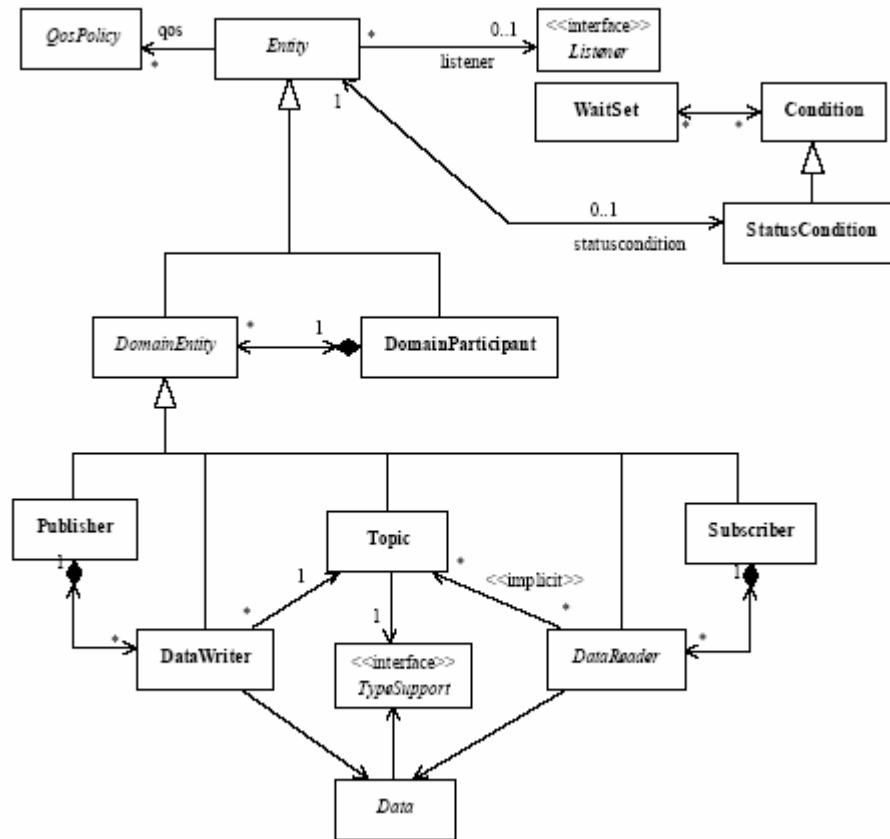 QosPolicy
qos
*
Entity
*
0..1
listener
<<interface>>
Listener
1
WaitSet
*
*
Condition
0..1
statuscondition
StatusCondition
DomainEntity
*
1
DomainParticipant
Publisher
1
Topic
Subscriber
1
*
<<implicit>>
1
*
*
1
*
*
DataWriter
<<interface>>
TypeSupport
DataReader
Data